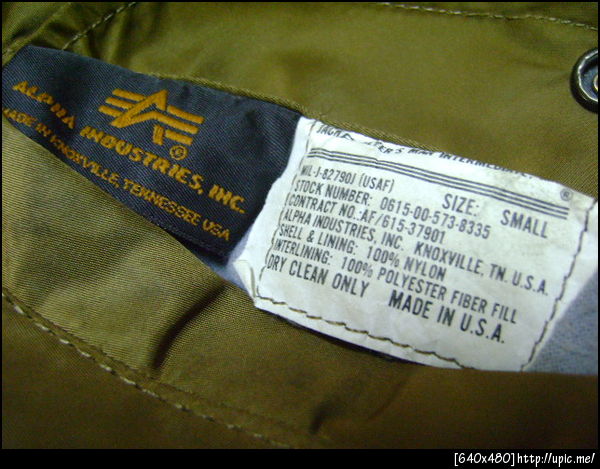 ALPHA INDUSTRIES, INC.
®
MADE IN KNOXVILLE, TENNESSEE USA
MAN INTERMEDIATE
®
MIL-J-82790J (USAF)
SIZE: SMALL
STOCK NUMBER: 0615-00-573-8335
CONTRACT NO.:AF/615-37901
ALPHA INDUSTRIES, INC. KNOXVILLE, TN. U.S.A.
SHELL & LINING: 100% NYLON
INTERLINING: 100% POLYESTER FIBER FILL
DRY CLEAN ONLY MADE IN U.S.A.
[640x480]http://upic.me/